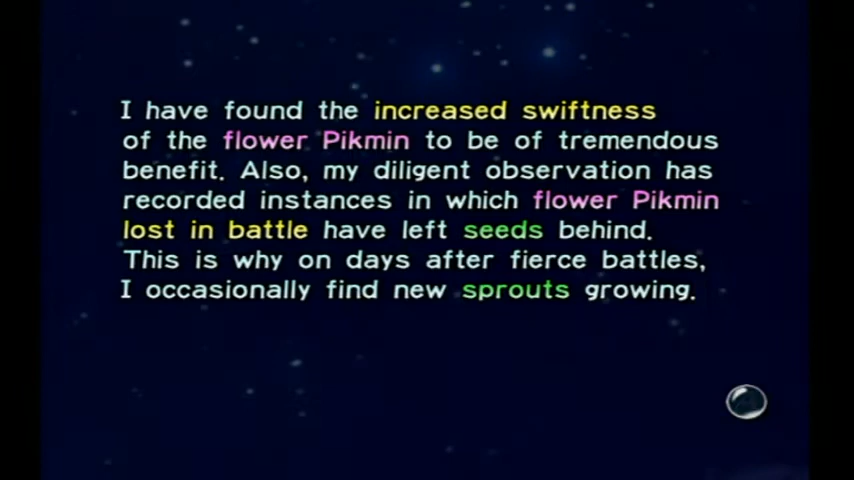 I have found the increased swiftness
of the flower Pikmin to be of tremendous
benefit. Also, my diligent observation has
recorded instances in which flower Pikmin
lost in battle have left seeds behind.
This is why on days after fierce battles,
I occasionally find new sprouts growing.